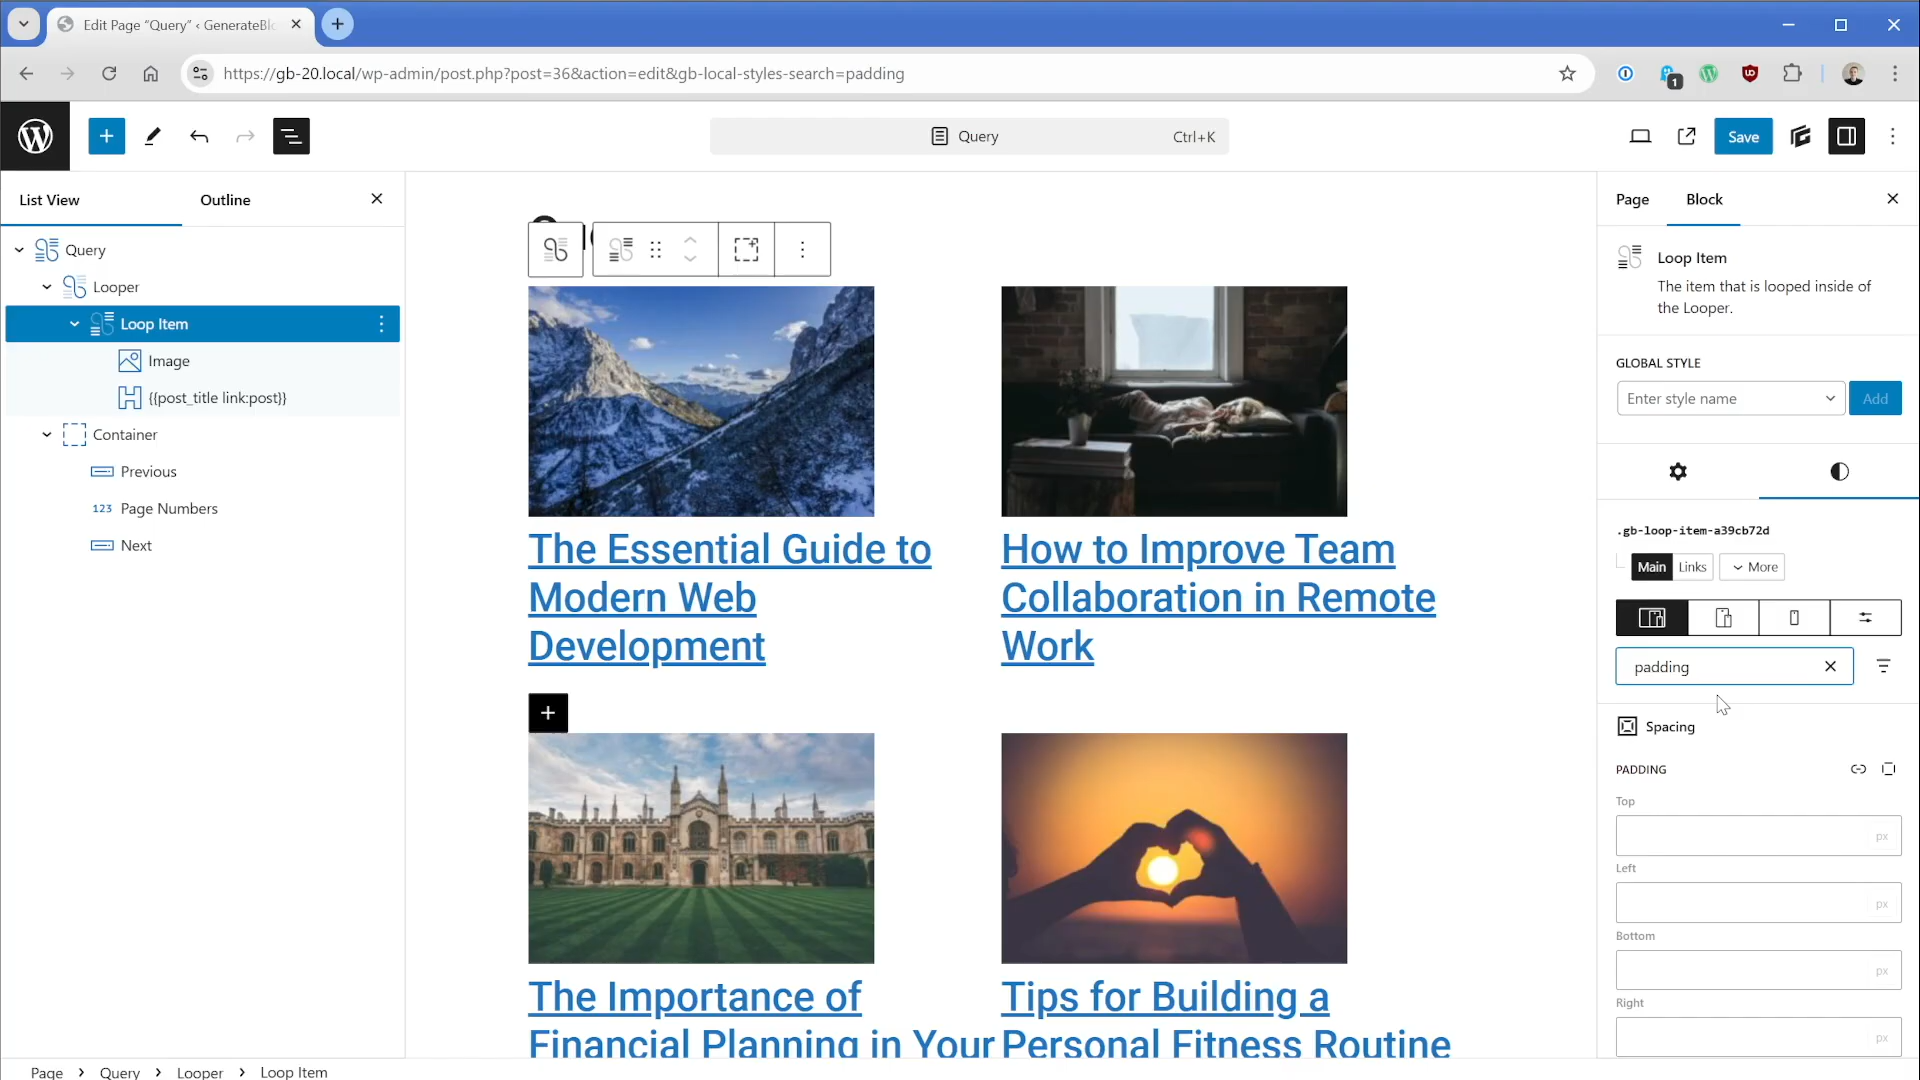 Edit Page “Query” ‹ GenerateBlo
https://gb-20.local/wp-admin/post.php?post=36&action=edit&gb-local-styles-search=padding
1
Query
Ctrl+K
Save
List View
Outline
Query
Looper
Loop Item
Image
{{post_title link:post}}
Container
Previous
123 Page Numbers
Next
The Essential Guide to
Modern Web
Development
How to Improve Team
Collaboration in Remote
Work
The Importance of
Financial Planning in Your
Tips for Building a
Personal Fitness Routine
Page
Block
Loop Item
The item that is looped inside of
the Looper.
GLOBAL STYLE
Enter style name
Add
.gb-loop-item-a39cb72d
Main
Links
More
padding
Spacing
PADDING
Top
px
Left
px
Bottom
px
Right
px
Page
Query
Looper
Loop Item